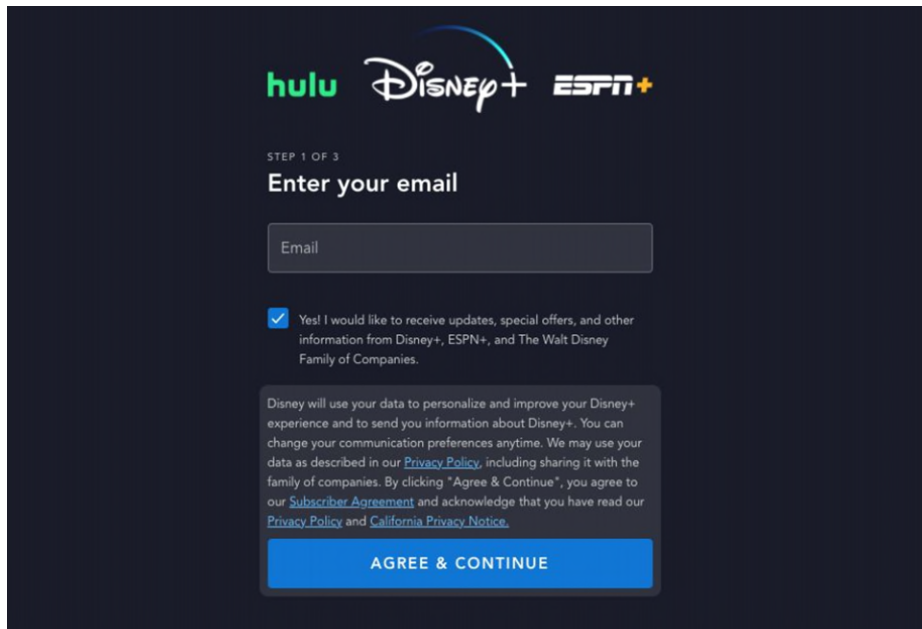 hulu Disney+ ESPN+
STEP 1 OF 3
Enter your email
Email
Yes! I would like to receive updates, special offers, and other
information from Disney+, ESPN+, and The Walt Disney
Family of Companies.
Disney will use your data to personalize and improve your Disney+
experience and to send you information about Disney+. You can
change your communication preferences anytime. We may use your
data as described in our Privacy Policy, including sharing it with the
family of companies. By clicking "Agree & Continue", you agree to
our Subscriber Agreement and acknowledge that you have read our
Privacy Policy and California Privacy Notice.
AGREE & CONTINUE